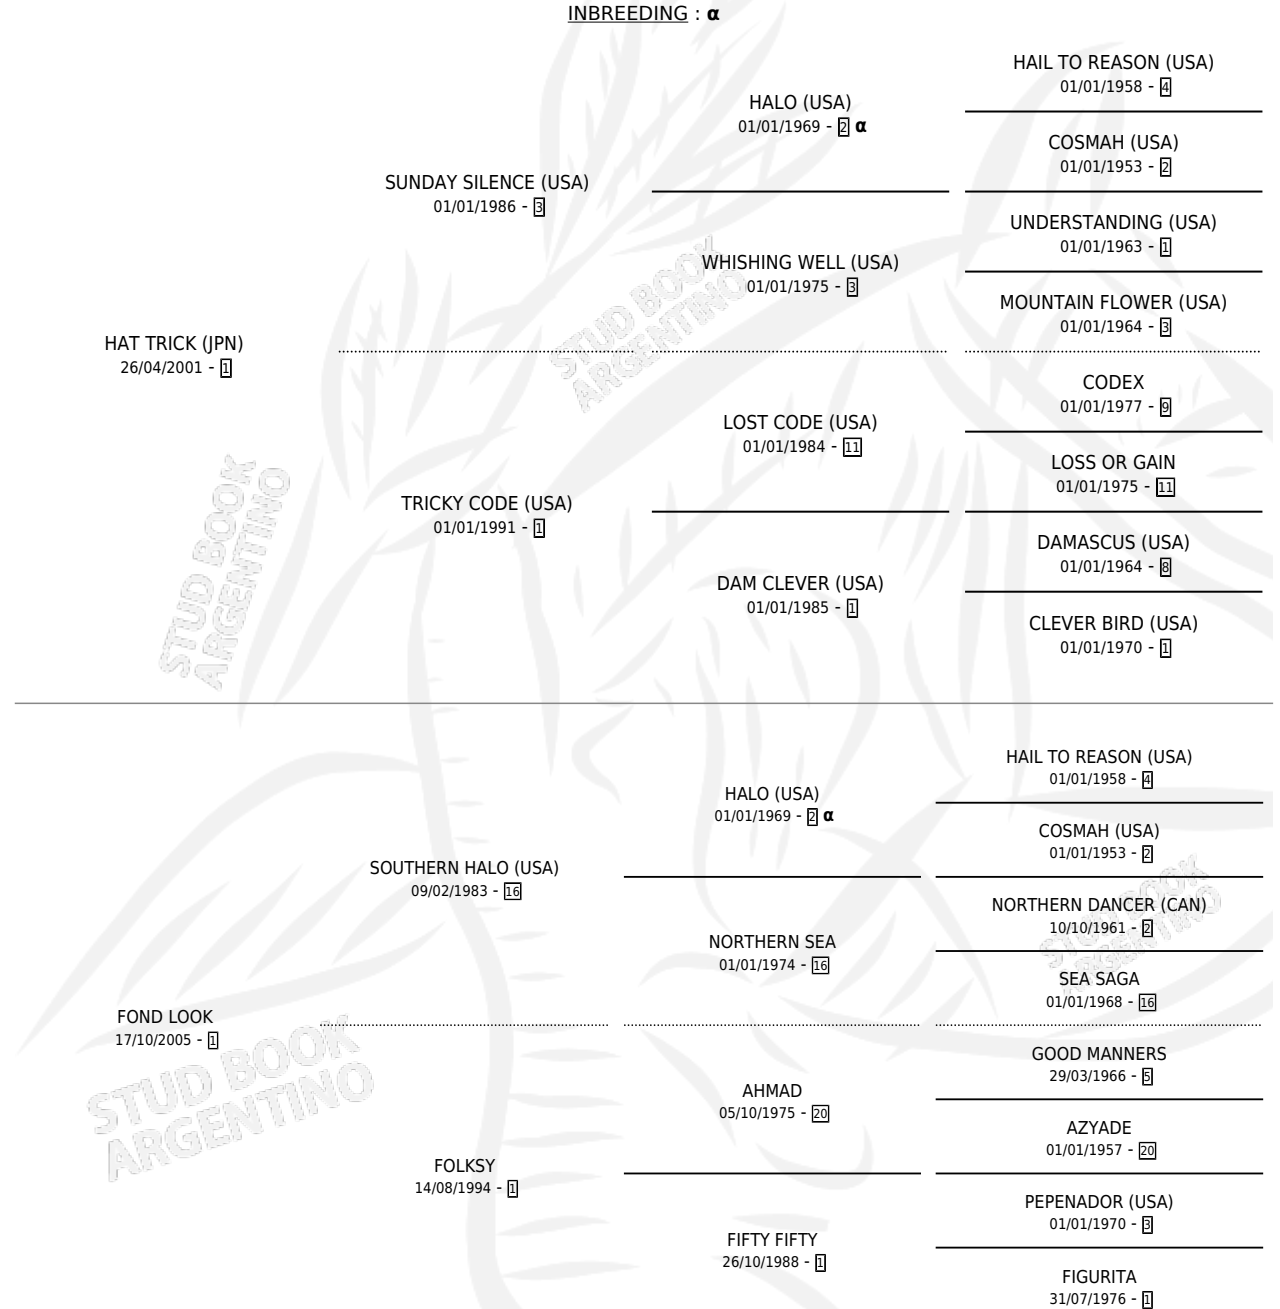 INBREEDING : α
HAIL TO REASON (USA)
01/01/1958 - 4
HALO (USA)
01/01/1969 - 2 α
COSMAH (USA)
01/01/1953 - 2
SUNDAY SILENCE (USA)
01/01/1986 - 3
UNDERSTANDING (USA)
01/01/1963 - 1
WHISHING WELL (USA)
01/01/1975 - 3
MOUNTAIN FLOWER (USA)
01/01/1964 - 3
HAT TRICK (JPN)
26/04/2001 - 1
CODEX
01/01/1977 - 9
LOST CODE (USA)
01/01/1984 - 11
LOSS OR GAIN
01/01/1975 - 11
TRICKY CODE (USA)
01/01/1991 - 1
DAMASCUS (USA)
01/01/1964 - 8
DAM CLEVER (USA)
01/01/1985 - 1
CLEVER BIRD (USA)
01/01/1970 - 1
HAIL TO REASON (USA)
01/01/1958 - 4
HALO (USA)
01/01/1969 - 2 α
COSMAH (USA)
01/01/1953 - 2
SOUTHERN HALO (USA)
09/02/1983 - 16
NORTHERN DANCER (CAN)
10/10/1961 - 2
NORTHERN SEA
01/01/1974 - 16
SEA SAGA
01/01/1968 - 16
FOND LOOK
17/10/2005 - 1
GOOD MANNERS
29/03/1966 - 5
AHMAD
05/10/1975 - 20
AZYADE
01/01/1957 - 20
FOLKSY
14/08/1994 - 1
PEPENADOR (USA)
01/01/1970 - 3
FIFTY FIFTY
26/10/1988 - 1
FIGURITA
31/07/1976 - 1
STUD BOOK
ARGENTINO
STUD BOOK
ARGENTINO
STUD BOOK
ARGENTINO
STUD BOOK
ARGENTINO